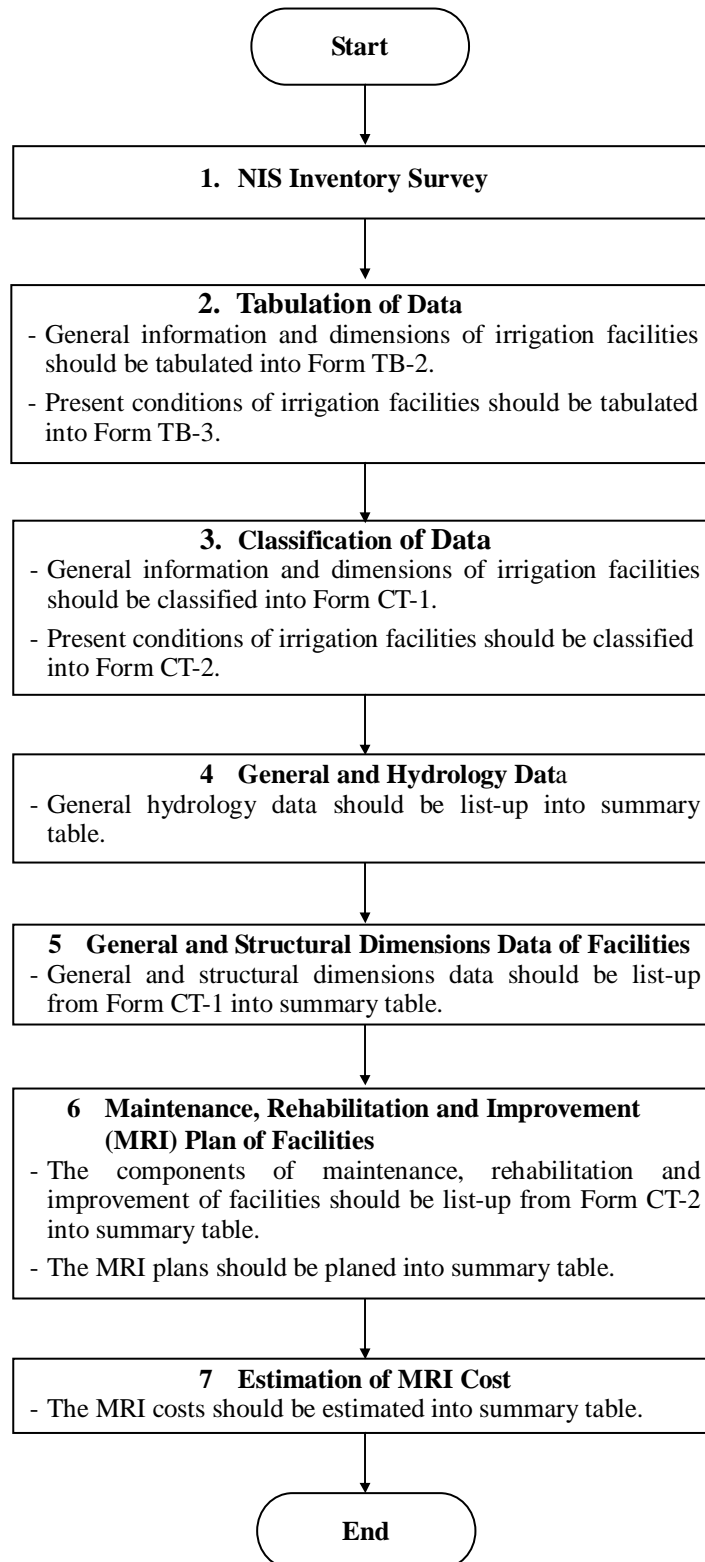 Start
1. NIS Inventory Survey
2. Tabulation of Data
- General information and dimensions of irrigation facilities
should be tabulated into Form TB-2.
- Present conditions of irrigation facilities should be tabulated
into Form TB-3.
3. Classification of Data
- General information and dimensions of irrigation facilities
should be classified into Form CT-1.
- Present conditions of irrigation facilities should be classified
into Form CT-2.
4 General and Hydrology Data
- General hydrology data should be list-up into summary
table.
5 General and Structural Dimensions Data of Facilities
- General and structural dimensions data should be list-up
from Form CT-1 into summary table.
6 Maintenance, Rehabilitation and Improvement
(MRI) Plan of Facilities
- The components of maintenance, rehabilitation and
improvement of facilities should be list-up from Form CT-2
into summary table.
- The MRI plans should be planed into summary table.
7 Estimation of MRI Cost
- The MRI costs should be estimated into summary table.
End